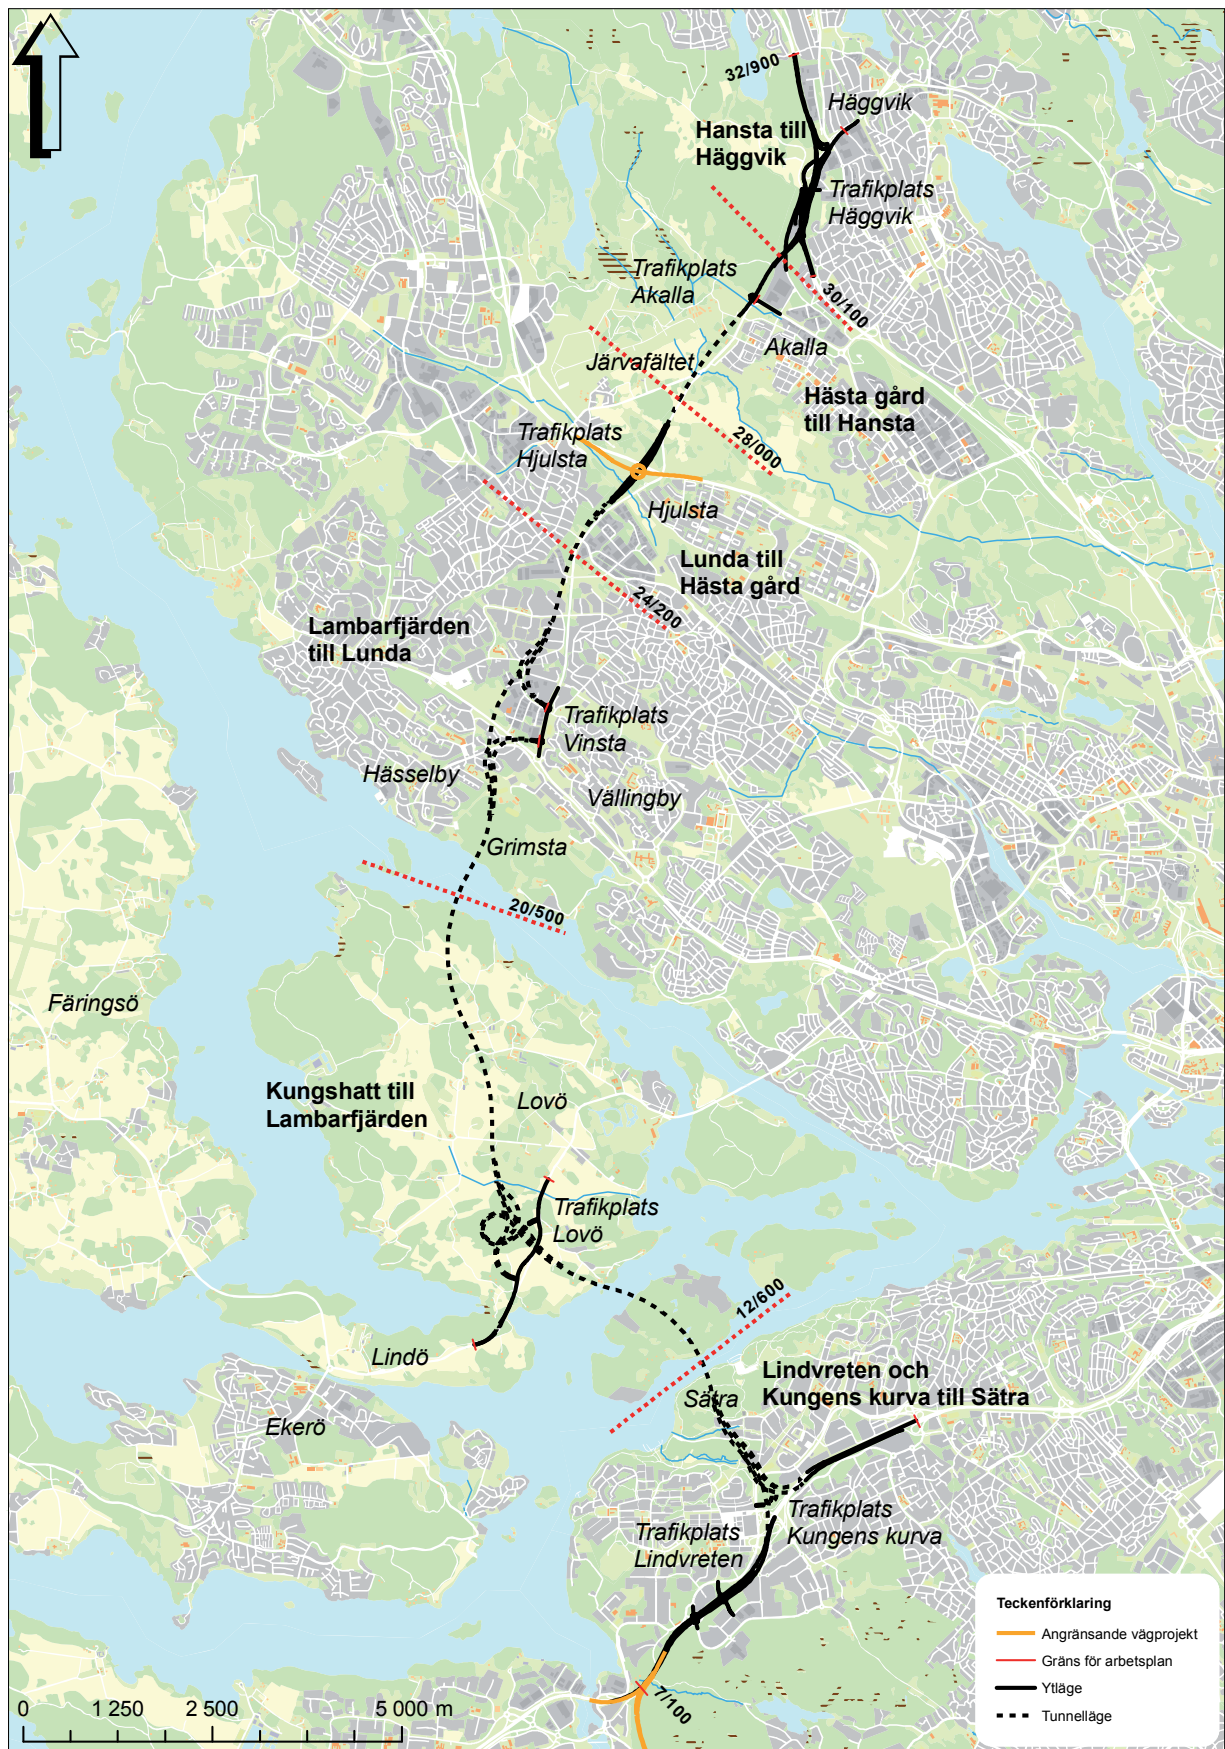 32/900
Häggvik
Hansta till
Häggvik
Trafikplats
Häggvik
Trafikplats
Akalla
30/100
Akalla
Järvafältet
Hästa gård
till Hansta
Trafikplats
Hjulsta
28/000
Hjulsta
Lunda till
Hästa gård
24/200
Lambarfjärden
till Lunda
Trafikplats
Vinsta
Hässelby
Vällingby
Grimsta
20/500
Färingsö
Kungshatt till
Lambarfjärden
Lovö
Trafikplats
Lovö
12/600
Lindö
Lindvreten och
Kungens kurva till Sätra
Sätra
Ekerö
Trafikplats
Kungens kurva
Trafikplats
Lindvreten
7/100
Teckenförklaring
Angränsande vägprojekt
Gräns för arbetsplan
Ytläge
Tunnelläge
0 1 250 2 500 5 000 m